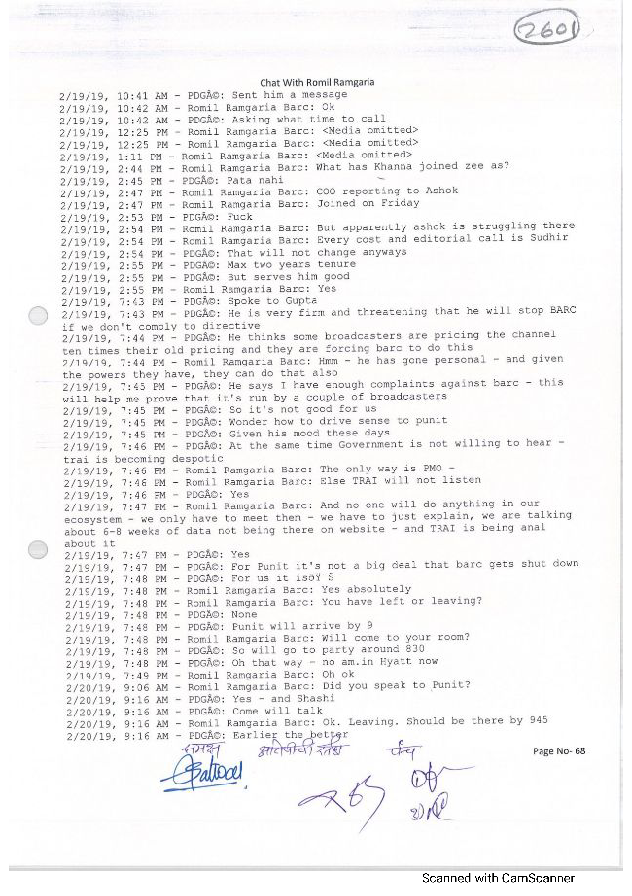 2601
Chat With Romil Ramgaria
2/19/19, 10:41 AM - PDGÂ©: Sent him a message
2/19/19, 10:42 AM - Romil Ramgaria Barc: Ok
2/19/19, 10:42 AM - PDGÂ©: Asking what time to call
2/19/19, 12:25 PM - Romil Ramgaria Barc: <Media omitted>
2/19/19, 12:25 PM - Romil Ramgaria Barc: <Media omitted>
2/19/19, 1:11 PM - Romil Ramgaria Barc: <Media omitted>
2/19/19, 2:44 PM - Romil Ramgaria Barc: What has Khanna joined zee as?
2/19/19, 2:45 PM - PDGÂ©: Pata nahi
2/19/19, 2:47 PM - Romil Ramgaria Barc: COO reporting to Ashok
2/19/19, 2:47 PM - Romil Ramgaria Barc: Joined on Friday
2/19/19, 2:53 PM - PDGÂ©: Fuck
2/19/19, 2:54 PM - Romil Ramgaria Barc: But apparently ashok is struggling there
2/19/19, 2:54 PM - Romil Ramgaria Barc: Every cost and editorial call is Sudhir
2/19/19, 2:54 PM - PDGÂ©: That will not change anyways
2/19/19, 2:55 PM - PDGÂ©: Max two years tenure
2/19/19, 2:55 PM - PDGÂ©: But serves him good
2/19/19, 2:55 PM - Romil Ramgaria Barc: Yes
2/19/19, 7:43 PM - PDGÂ©: Spoke to Gupta
2/19/19, 7:43 PM - PDGÂ©: He is very firm and threatening that he will stop BARC
if we don't comply to directive
2/19/19, 7:44 PM - PDGÂ©: He thinks some broadcasters are pricing the channel
ten times their old pricing and they are forcing barc to do this
2/19/19, 7:44 PM - Romil Ramgaria Barc: Hmm - he has gone personal - and given
the powers they have, they can do that also
2/19/19, 7:45 PM - PDGÂ©: He says I have enough complaints against barc - this
will help me prove that it's run by a couple of broadcasters
2/19/19, 7:45 PM - PDGÂ©: So it's not good for us
2/19/19, 7:45 PM - PDGÂ©: Wonder how to drive sense to punit
2/19/19, 7:45 PM - PDGÂ©: Given his mood these days
2/19/19, 7:46 PM - PDGÂ©: At the same time Government is not willing to hear -
trai is becoming despotic
2/19/19, 7:46 PM - Romil Ramgaria Barc: The only way is PMO -
2/19/19, 7:46 PM - Romil Ramgaria Barc: Else TRAI will not listen
2/19/19, 7:46 PM - PDGÂ©: Yes
2/19/19, 7:47 PM - Romil Ramgaria Barc: And no one will do anything in our
ecosystem - we only have to meet then - we have to just explain, we are talking
about 6-8 weeks of data not being there on website - and TRAI is being anal
about it
2/19/19, 7:47 PM - PDGÂ©: Yes
2/19/19, 7:47 PM - PDGÂ©: For Punit it's not a big deal that barc gets shut down
2/19/19, 7:48 PM - PDGÂ©: For us it is
2/19/19, 7:48 PM - Romil Ramgaria Barc: Yes absolutely
2/19/19, 7:48 PM - Romil Ramgaria Barc: You have left or leaving?
2/19/19, 7:48 PM - PDGÂ©: None
2/19/19, 7:48 PM - PDGÂ©: Punit will arrive by 9
2/19/19, 7:48 PM - Romil Ramgaria Barc: Will come to your room?
2/19/19, 7:48 PM - PDGÂ©: So will go to party around 830
2/19/19, 7:48 PM - PDGÂ©: Oh that way - no am.in Hyatt now
2/19/19, 7:49 PM - Romil Ramgaria Barc: Oh ok
2/20/19, 9:06 AM - Romil Ramgaria Barc: Did you speak to Punit?
2/20/19, 9:16 AM - PDGÂ©: Yes - and Shashi
2/20/19, 9:16 AM - PDGÂ©: Come will talk
2/20/19, 9:16 AM - Romil Ramgaria Barc: Ok. Leaving. Should be there by 945
2/20/19, 9:16 AM - PDGÂ©: Earlier the better
समक्ष पंच
Page No- 68
Scanned with CamScanner